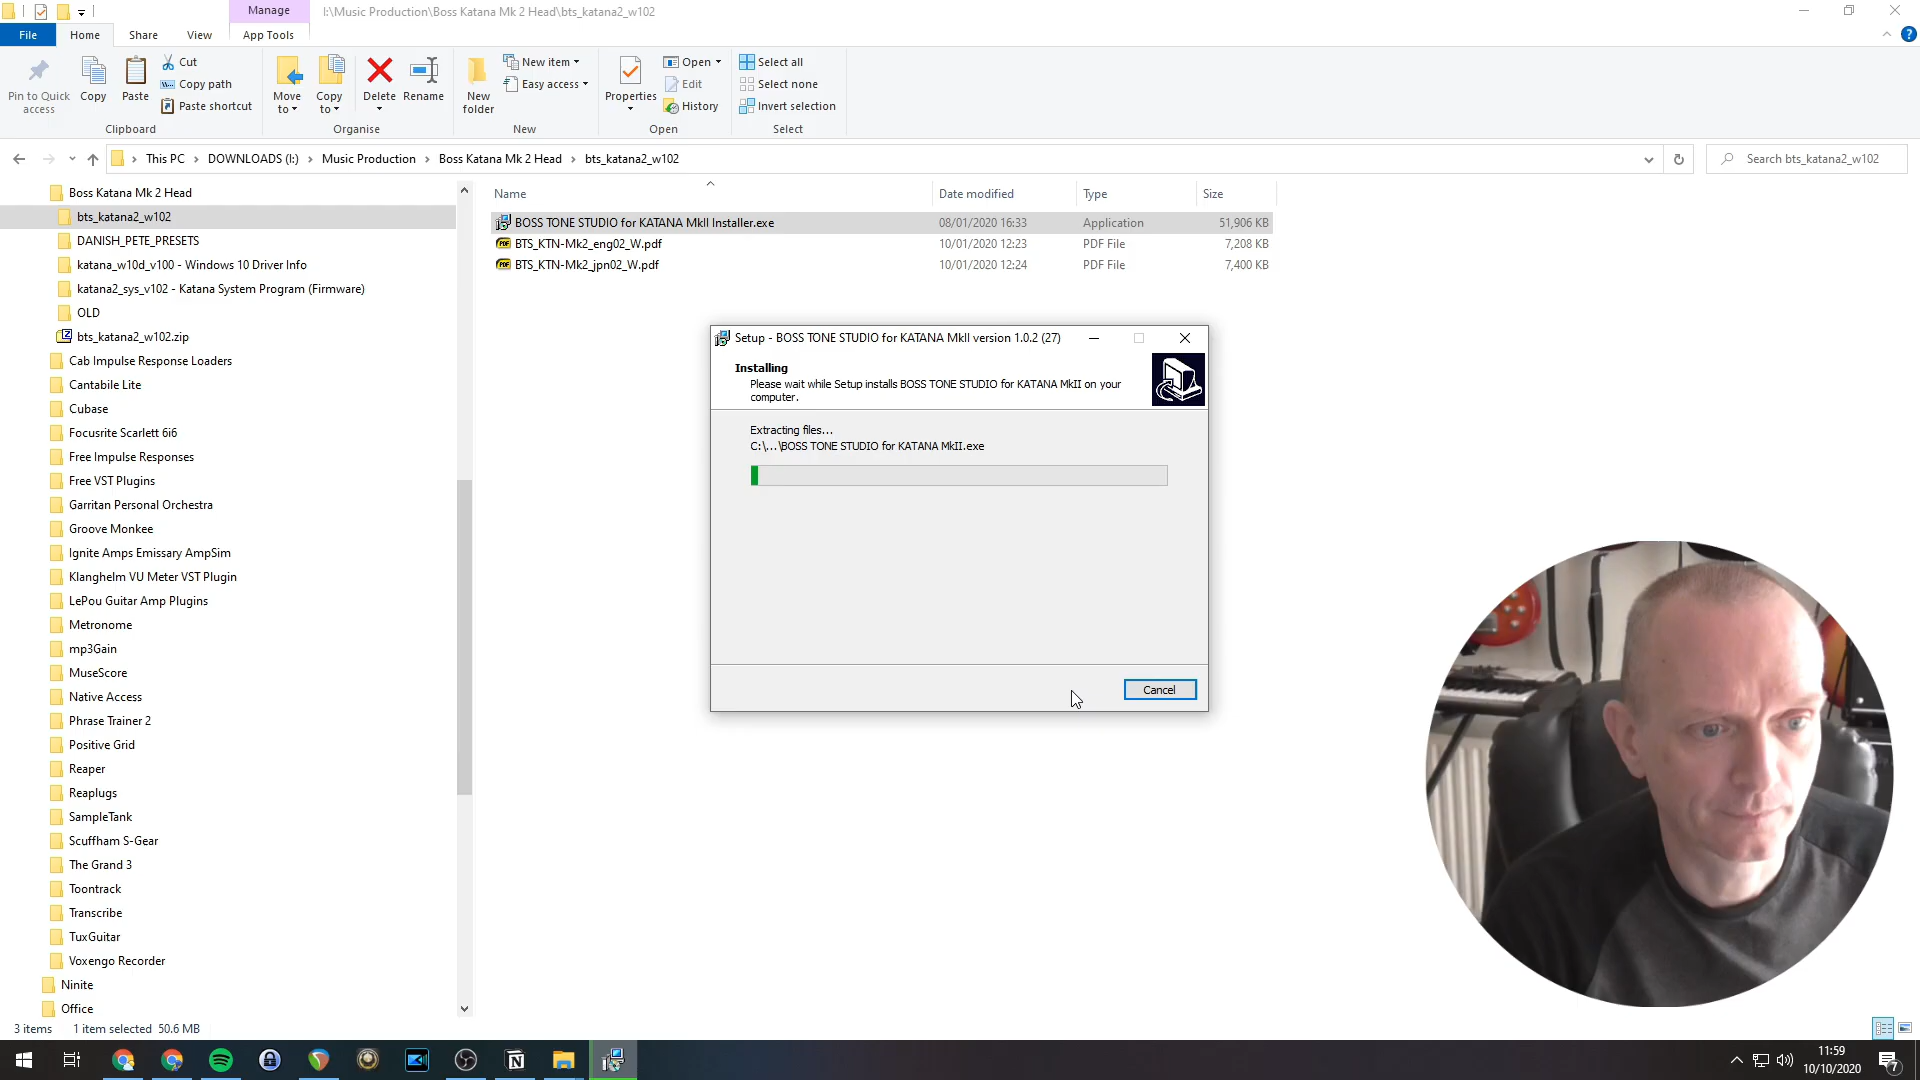 Manage
I:\Music Production\Boss Katana Mk 2 Head\bts_katana2_w102
File
Home
Share
View
App Tools
Pin to Quick access
Copy
Paste
Cut
Copy path
Paste shortcut
Clipboard
Move to
Copy to
Delete
Rename
Organise
New folder
New item
Easy access
New
Properties
Open
Edit
History
Open
Select all
Select none
Invert selection
Select
This PC
DOWNLOADS (I:)
Music Production
Boss Katana Mk 2 Head
bts_katana2_w102
Search bts_katana2_w102
Boss Katana Mk 2 Head
bts_katana2_w102
DANISH_PETE_PRESETS
katana_w10d_v100 - Windows 10 Driver Info
katana2_sys_v102 - Katana System Program (Firmware)
OLD
bts_katana2_w102.zip
Cab Impulse Response Loaders
Cantabile Lite
Cubase
Focusrite Scarlett 6i6
Free Impulse Responses
Free VST Plugins
Garritan Personal Orchestra
Groove Monkee
Ignite Amps Emissary AmpSim
Klanghelm VU Meter VST Plugin
LePou Guitar Amp Plugins
Metronome
mp3Gain
MuseScore
Native Access
Phrase Trainer 2
Positive Grid
Reaper
Reaplugs
SampleTank
Scuffham S-Gear
The Grand 3
Toontrack
Transcribe
TuxGuitar
Voxengo Recorder
Ninite
Office
Name Date modified Type Size
BOSS TONE STUDIO for KATANA MkII Installer.exe 08/01/2020 16:33 Application 51,906 KB
BTS_KTN-Mk2_eng02_W.pdf 10/01/2020 12:23 PDF File 7,208 KB
BTS_KTN-Mk2_jpn02_W.pdf 10/01/2020 12:24 PDF File 7,400 KB
Setup - BOSS TONE STUDIO for KATANA MkII version 1.0.2 (27)
Installing
Please wait while Setup installs BOSS TONE STUDIO for KATANA MkII on your
computer.
Extracting files...
C:\...\BOSS TONE STUDIO for KATANA MkII.exe
Cancel
3 items 1 item selected 50.6 MB
11:59
10/10/2020
7